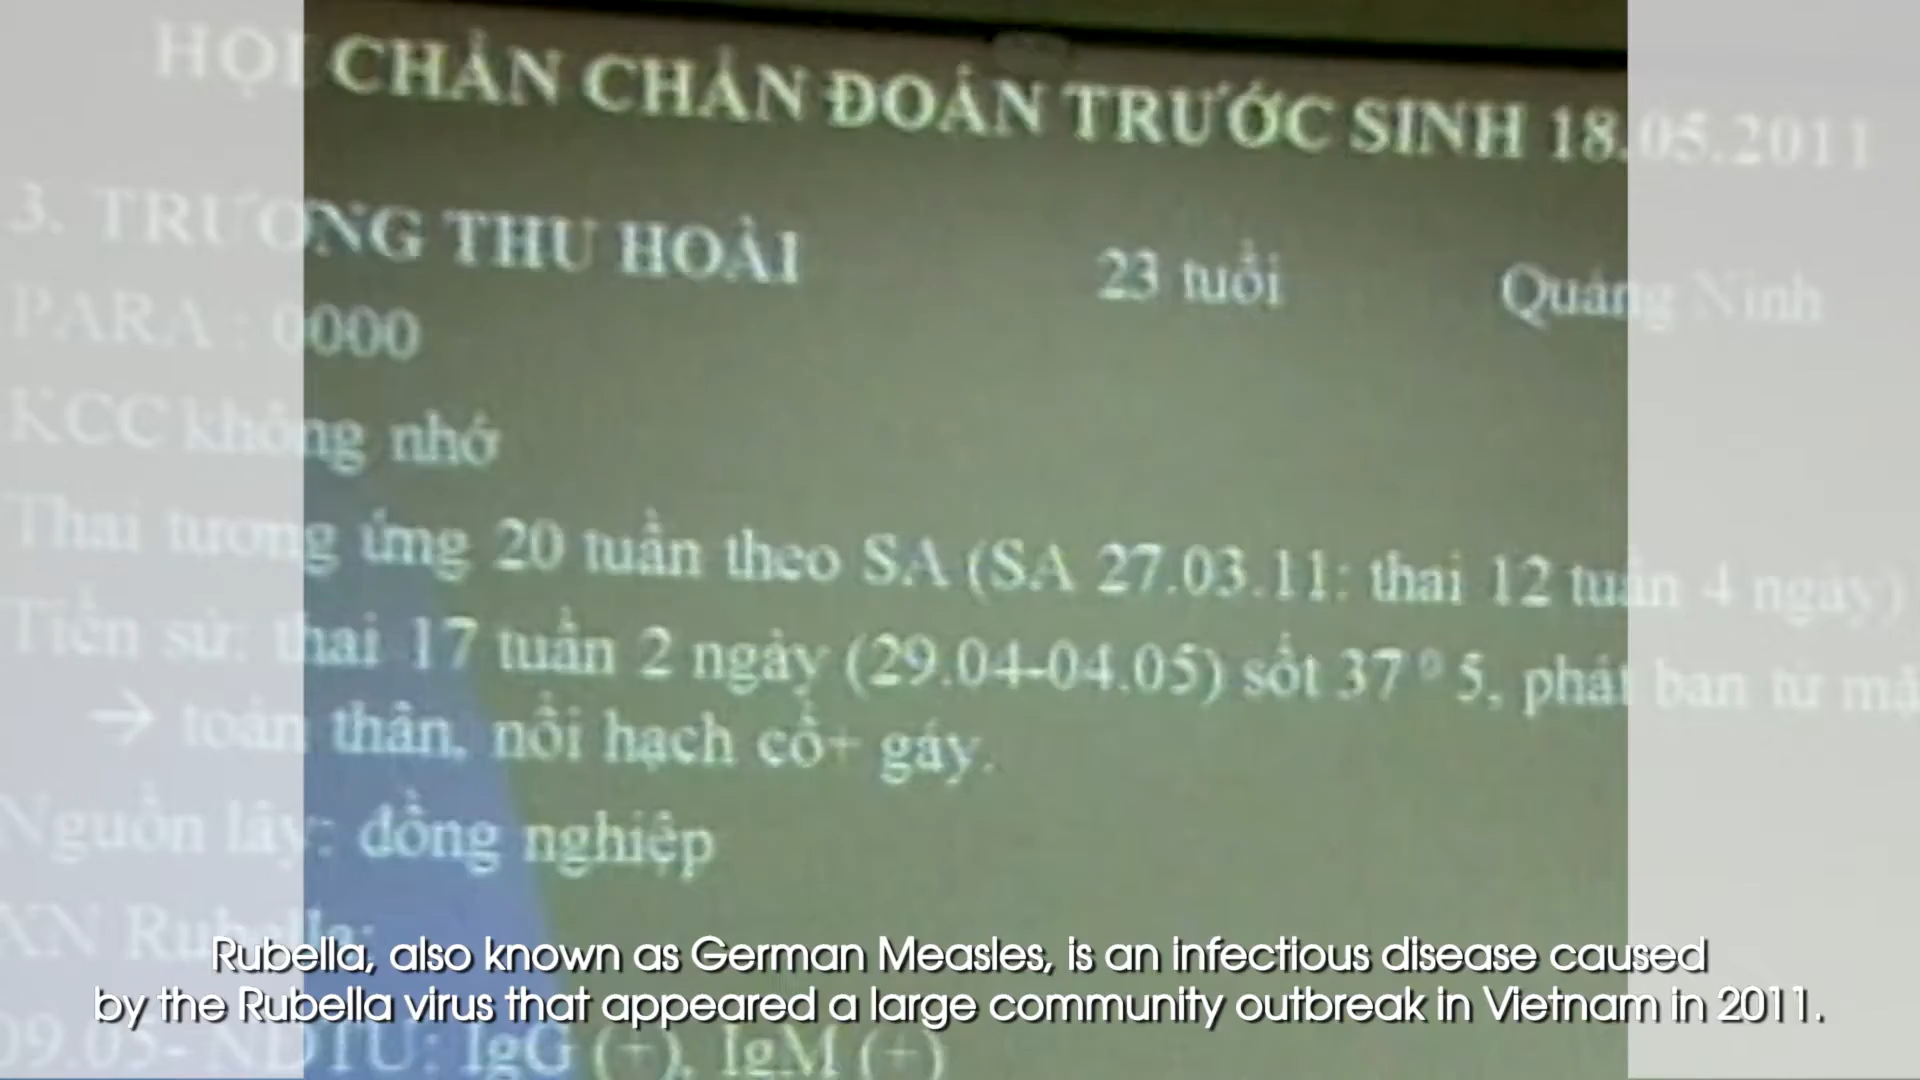 HỘI CHẨN CHẨN ĐOÁN TRƯỚC SINH 18.05.2011
3. TRƯƠNG THU HOÀI 23 tuổi Quảng Ninh
PARA : 0000
KCC không nhớ
Thai tương ứng 20 tuần theo SA (SA 27.03.11: thai 12 tuần 4 ngày)
Tiền sử: thai 17 tuần 2 ngày (29.04-04.05) sốt 37⁰ 5, phát ban từ
→ toàn thân, nổi hạch cổ+ gáy.
Nguồn lây: đồng nghiệp
XN Rubella:
Rubella, also known as German Measles, is an infectious disease caused
by the Rubella virus that appeared a large community outbreak in Vietnam in 2011.
09.05- NDTU: IgG (+), IgM (+)